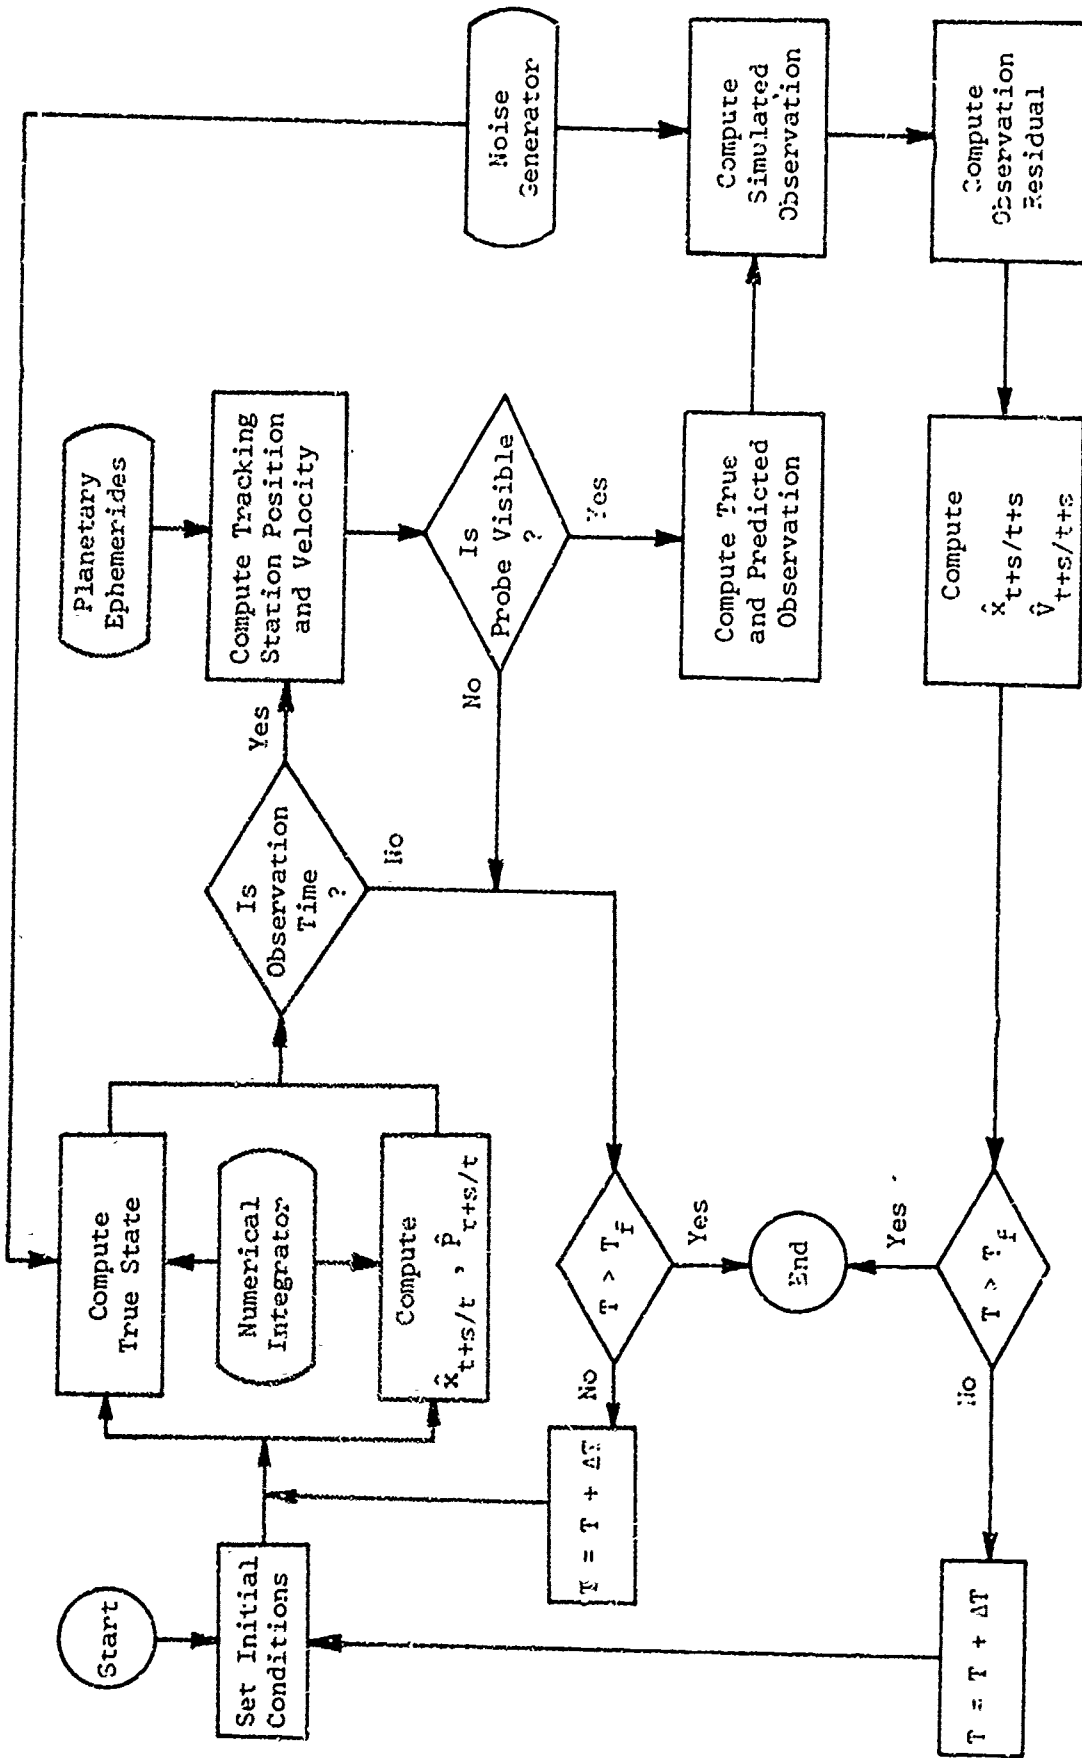 Start
Set Initial
Conditions
Compute
True State
Numerical
Integrator
Compute
x̂t+s/t , P̂τ+s/t
Is
Observation
Time
?
Yes
No
Planetary
Ephemerides
Compute Tracking
Station Position
and Velocity
Is
Probe Visible
?
No
Yes
Noise
Generator
Compute True
and Predicted
Observation
Compute
Simulated
Observation
Compute
Observation
Residual
Compute
x̂t+s/t+s
V̂t+s/t+s
T > Tf
No
Yes
T = T + ΔT
End
T > Tf
Yes
No
T = T + ΔT